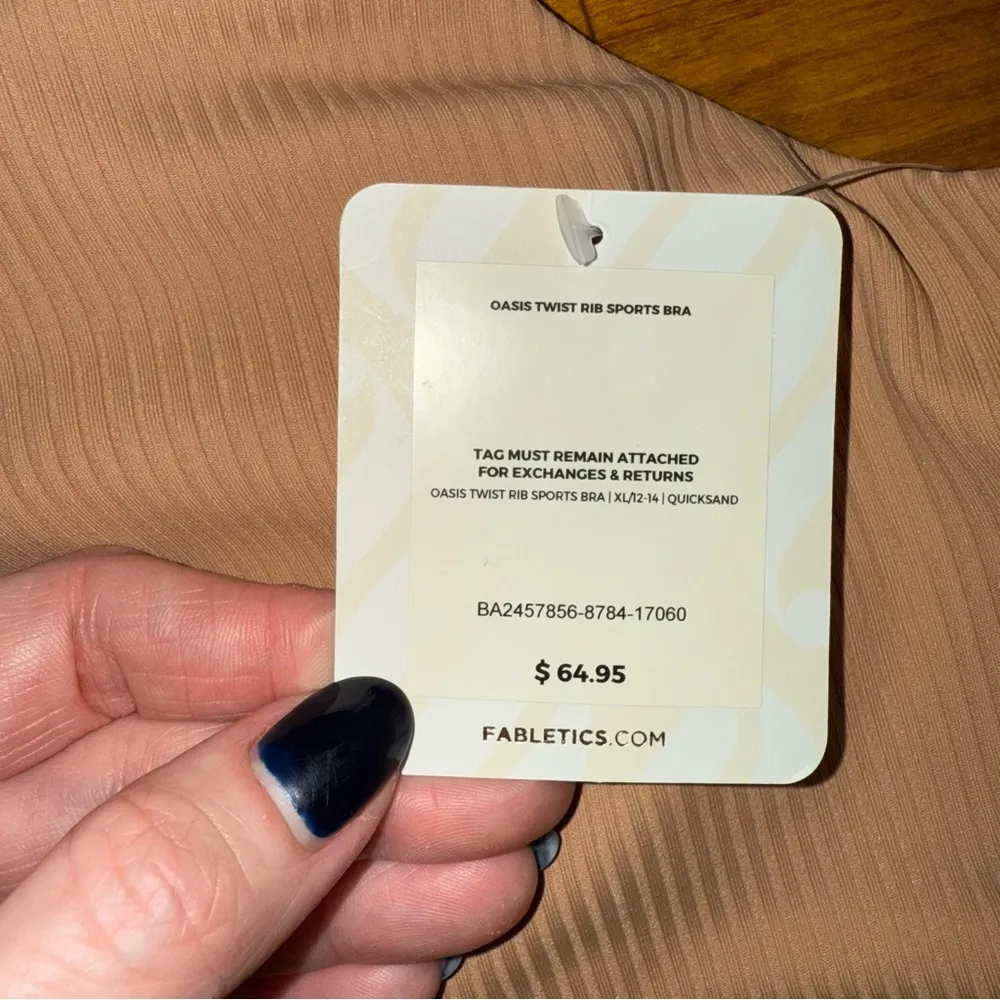 OASIS TWIST RIB SPORTS BRA
TAG MUST REMAIN ATTACHED
FOR EXCHANGES & RETURNS
OASIS TWIST RIB SPORTS BRA | XL/12-14 | QUICKSAND
BA2457856-8784-17060
$ 64.95
FABLETICS.COM